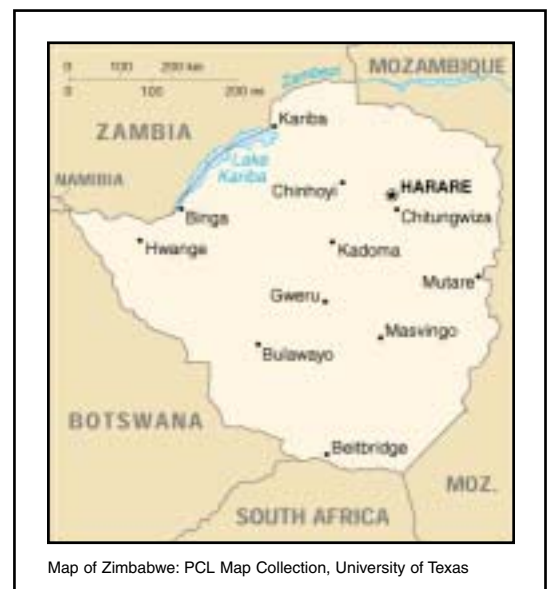 0 100 200 km
0 100 200 mi
Zambezi
MOZAMBIQUE
ZAMBIA
Kariba
Lake
Kariba
NAMIBIA
Chinhoyi
HARARE
Chitungwiza
Binga
Hwange
Kadoma
Mutare
Gweru
Masvingo
Bulawayo
BOTSWANA
Beitbridge
MOZ.
SOUTH AFRICA
Map of Zimbabwe: PCL Map Collection, University of Texas